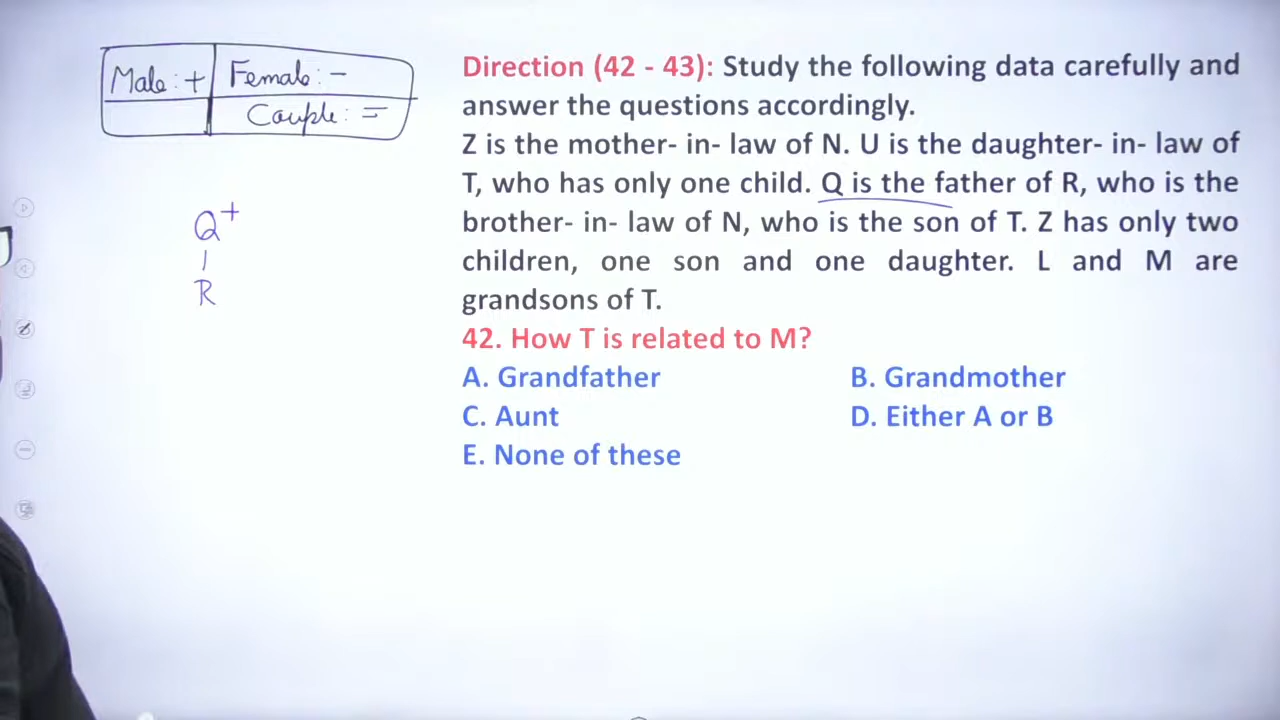 Male: + Female: -
Couple: =
Q+
R
Direction (42 - 43): Study the following data carefully and
answer the questions accordingly.
Z is the mother- in- law of N. U is the daughter- in- law of
T, who has only one child. Q is the father of R, who is the
brother- in- law of N, who is the son of T. Z has only two
children, one son and one daughter. L and M are
grandsons of T.
42. How T is related to M?
A. Grandfather B. Grandmother
C. Aunt D. Either A or B
E. None of these